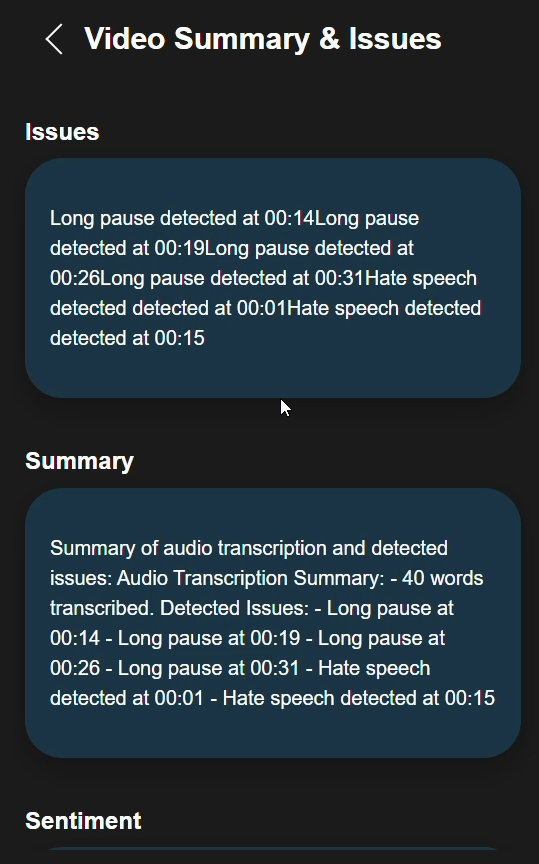 Video Summary & Issues
Issues
Long pause detected at 00:14Long pause
detected at 00:19Long pause detected at
00:26Long pause detected at 00:31Hate speech
detected detected at 00:01Hate speech detected
detected at 00:15
Summary
Summary of audio transcription and detected
issues: Audio Transcription Summary: - 40 words
transcribed. Detected Issues: - Long pause at
00:14 - Long pause at 00:19 - Long pause at
00:26 - Long pause at 00:31 - Hate speech
detected at 00:01 - Hate speech detected at 00:15
Sentiment